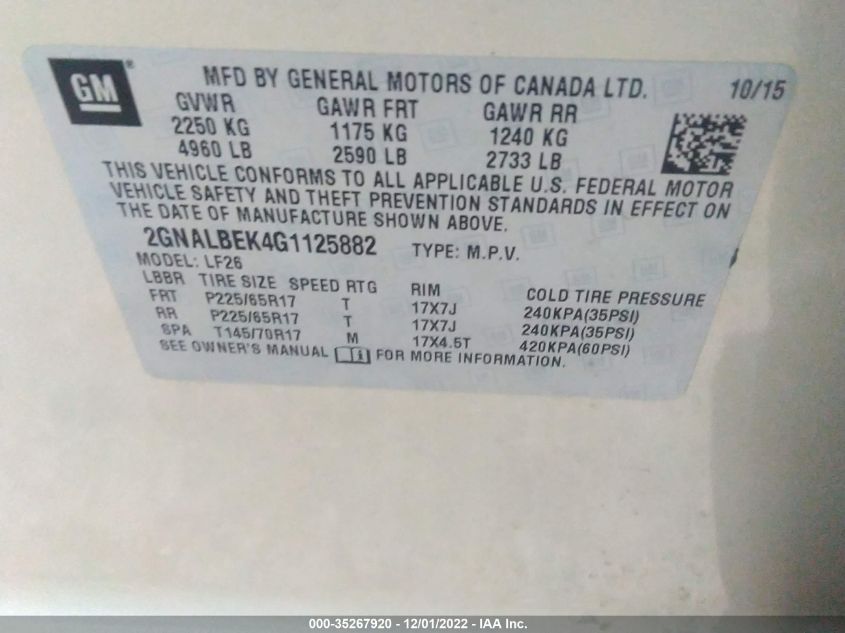 GM ® MFD BY GENERAL MOTORS OF CANADA LTD. 10/15
GVWR GAWR FRT GAWR RR
2250 KG 1175 KG 1240 KG
4960 LB 2590 LB 2733 LB
THIS VEHICLE CONFORMS TO ALL APPLICABLE U.S. FEDERAL MOTOR
VEHICLE SAFETY AND THEFT PREVENTION STANDARDS IN EFFECT ON
THE DATE OF MANUFACTURE SHOWN ABOVE.
2GNALBEK4G1125882 TYPE: M.P.V.
MODEL: LF26
LBBR TIRE SIZE SPEED RTG RIM COLD TIRE PRESSURE
FRT P225/65R17 T 17X7J 240KPA(35PSI)
RR P225/65R17 T 17X7J 240KPA(35PSI)
SPA T145/70R17 M 17X4.5T 420KPA(60PSI)
SEE OWNER'S MANUAL FOR MORE INFORMATION.
000-35267920 - 12/01/2022 - IAA Inc.